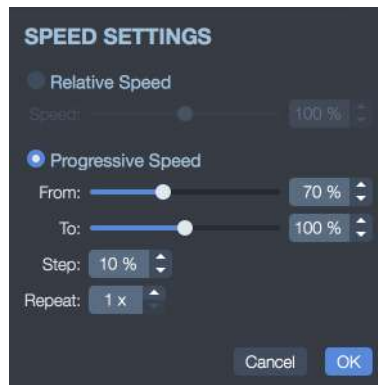 SPEED SETTINGS
Relative Speed
Speed: 100 %
Progressive Speed
From: 70 %
To: 100 %
Step: 10 %
Repeat: 1 x
Cancel OK